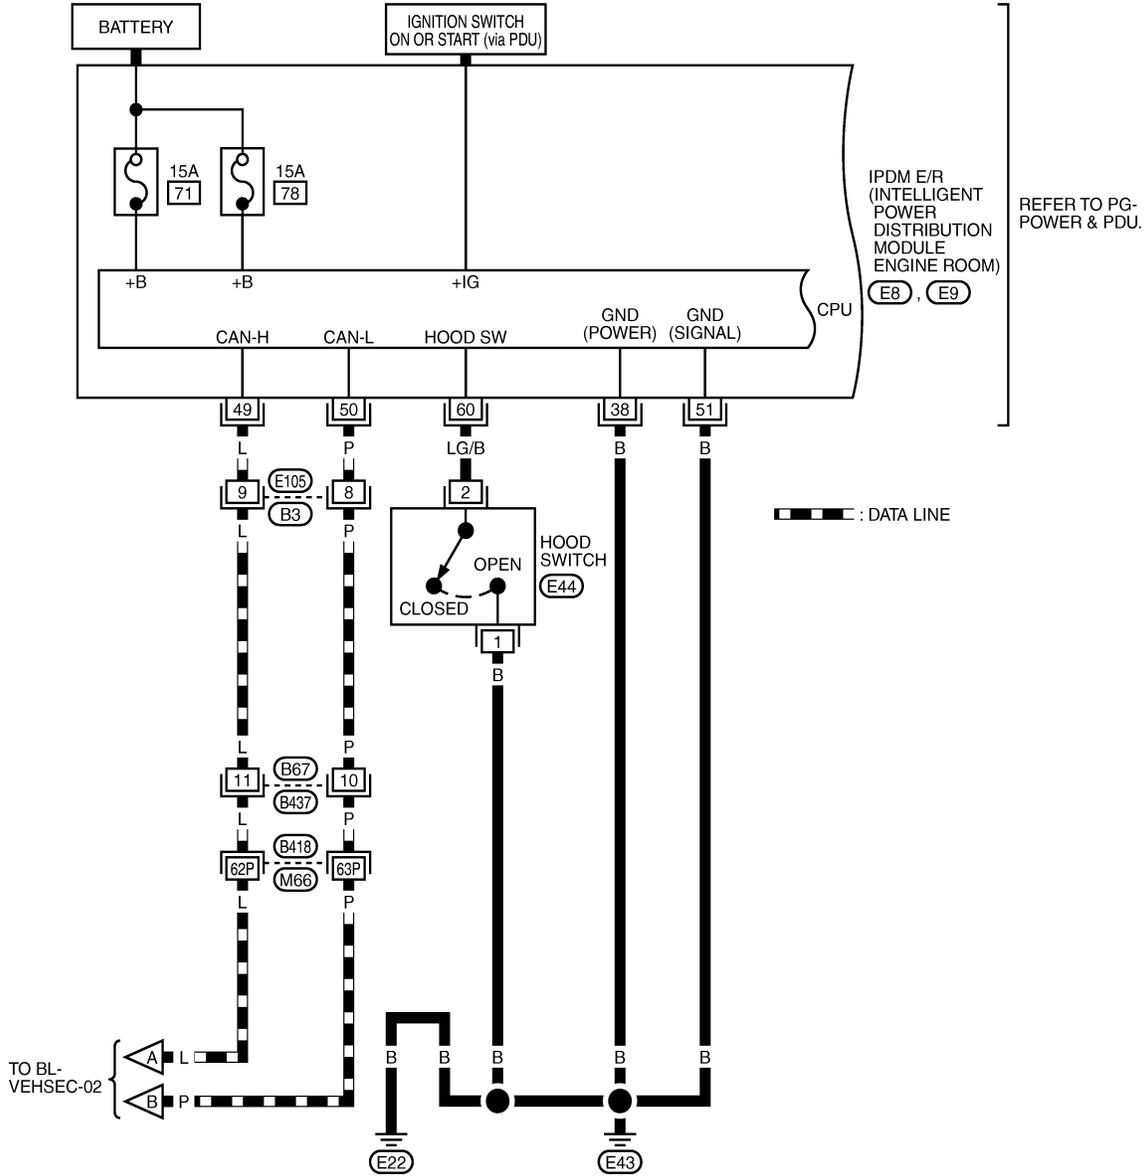 BATTERY
IGNITION SWITCH
ON OR START (via PDU)
15A
71
15A
78
IPDM E/R
(INTELLIGENT
POWER
DISTRIBUTION
MODULE
ENGINE ROOM)
E8 , E9
REFER TO PG-
POWER & PDU.
+B
+B
+IG
CPU
CAN-H
CAN-L
HOOD SW
GND
(POWER)
GND
(SIGNAL)
49
50
60
38
51
L
P
LG/B
B
B
9
E105
B3
8
2
L
P
: DATA LINE
HOOD
SWITCH
E44
OPEN
CLOSED
1
B
L
P
11
B67
B437
10
L
P
62P
B418
M66
63P
L
P
TO BL-
VEHSEC-02
A
L
B
P
B
B
B
B
B
E22
E43